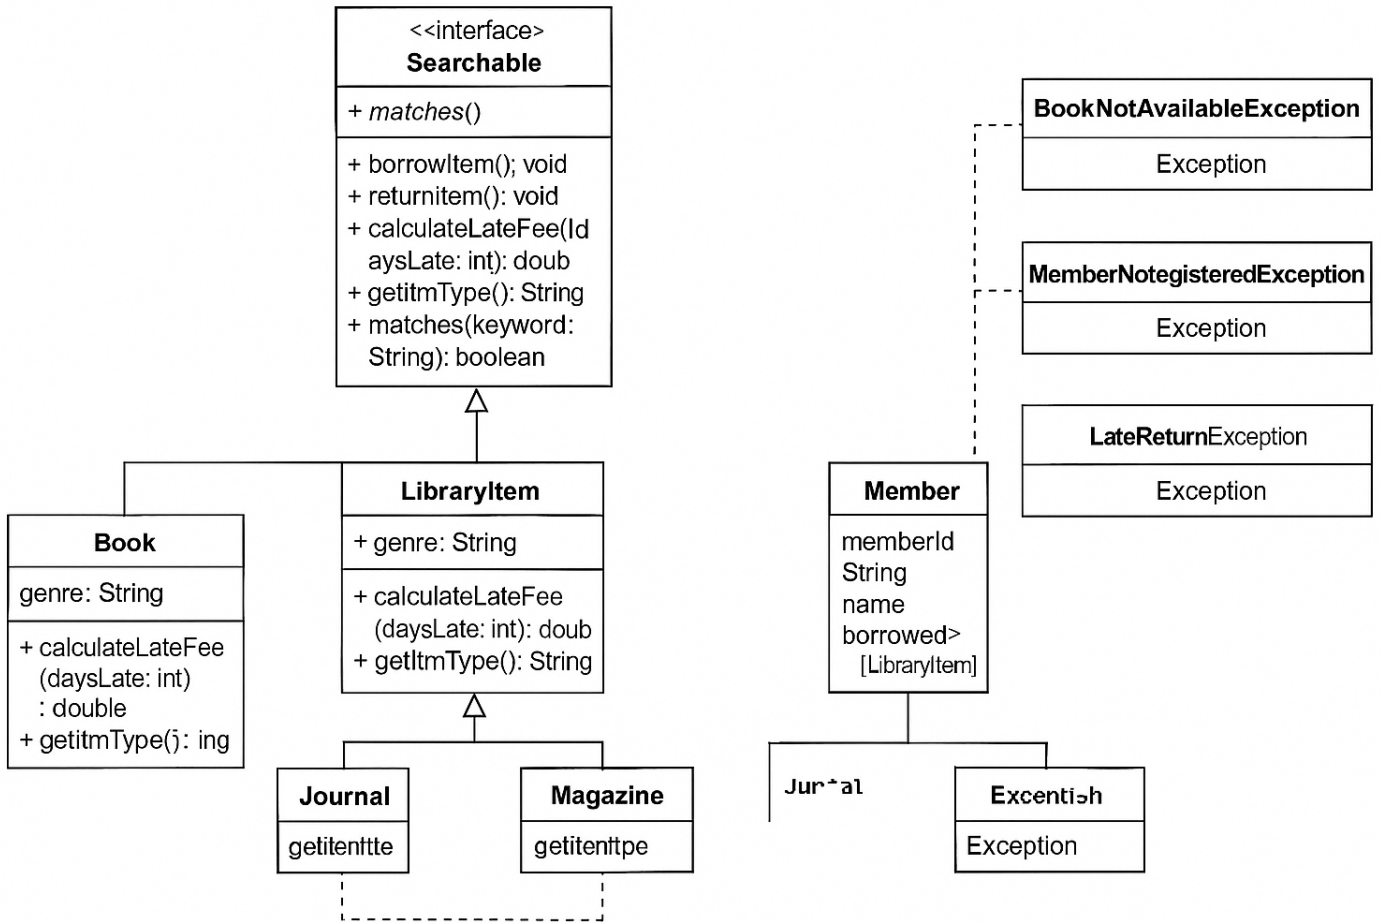 <<interface>
Searchable
+ matches()
+ borrowItem(); void
+ returnitem(): void
+ calculateLateFee(Id
aysLate: int): doub
+ getitmType(): String
+ matches(keyword:
String): boolean
Book
genre: String
+ calculateLateFee
(daysLate: int)
: double
+ getitmType(): ing
LibraryItem
+ genre: String
+ calculateLateFee
(daysLate: int): doub
+ getItmType(): String
Journal
getitenttte
Magazine
getitenttpe
BookNotAvailableException
Exception
MemberNotegisteredException
Exception
LateReturnException
Exception
Member
memberId
String
name
borrowed>
[LibraryItem]
Exception